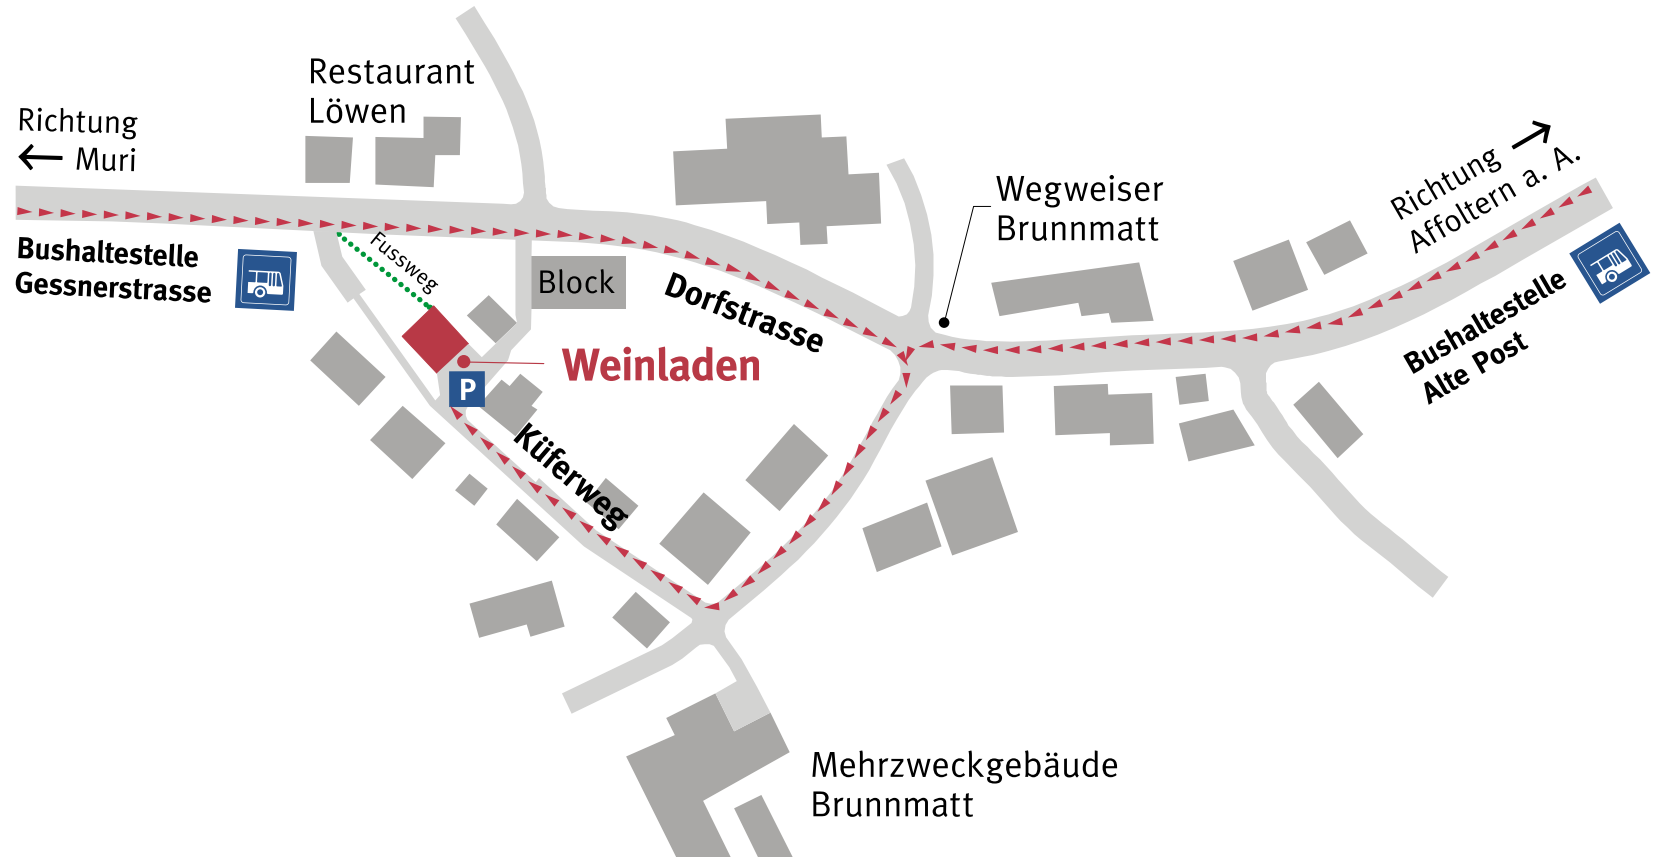 Restaurant
Löwen
Richtung
← Muri
Bushaltestelle
Gessnerstrasse
Fussweg
Block
Dorfstrasse
Wegweiser
Brunnmatt
Richtung →
Affoltern a. A.
Bushaltestelle
Alte Post
Weinladen
P
Küferweg
Mehrzweckgebäude
Brunnmatt